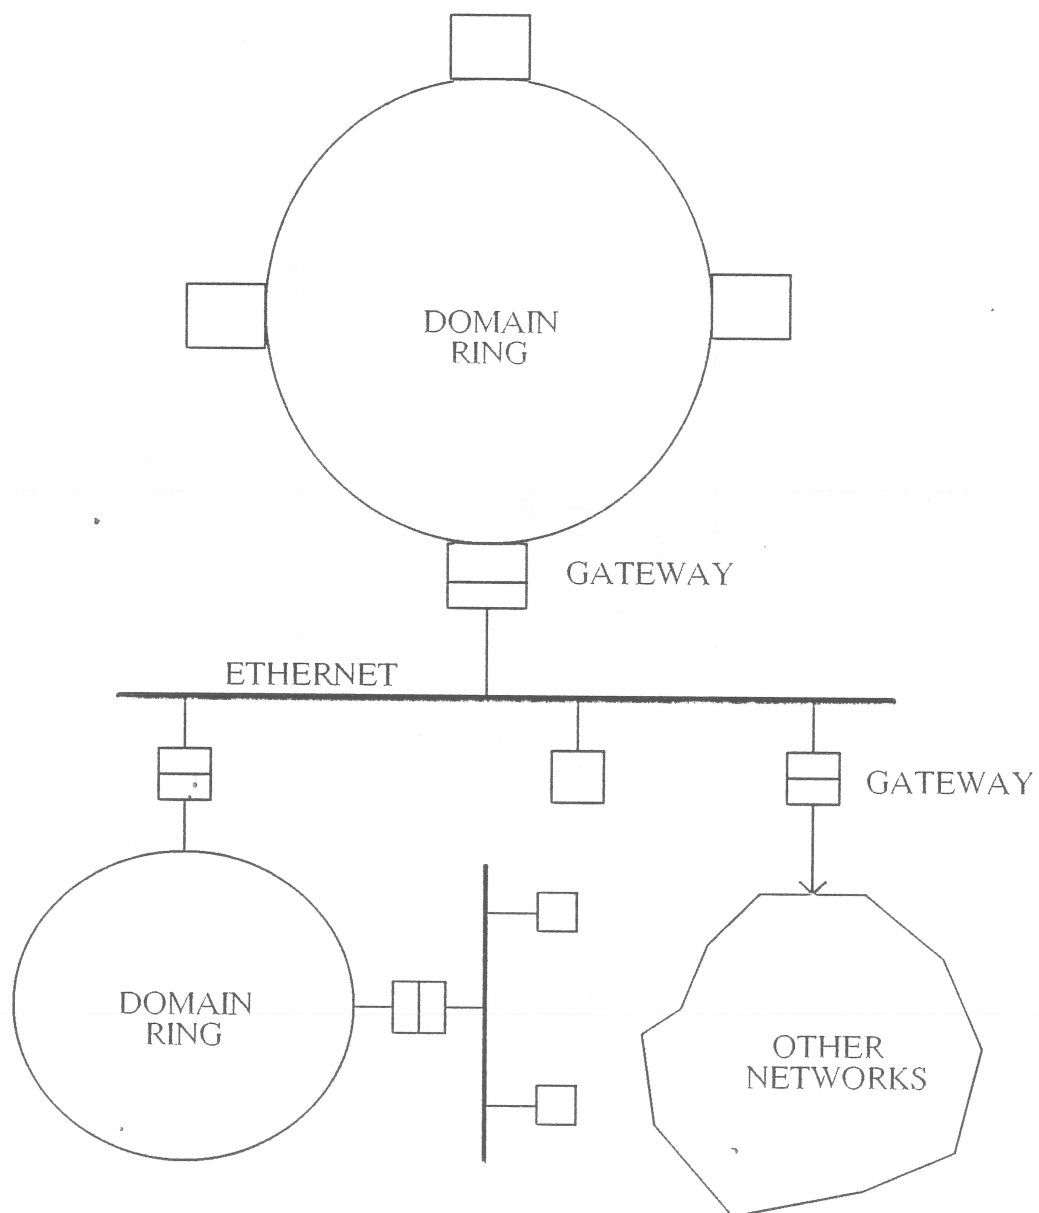 DOMAIN
RING
GATEWAY
ETHERNET
GATEWAY
DOMAIN
RING
OTHER
NETWORKS